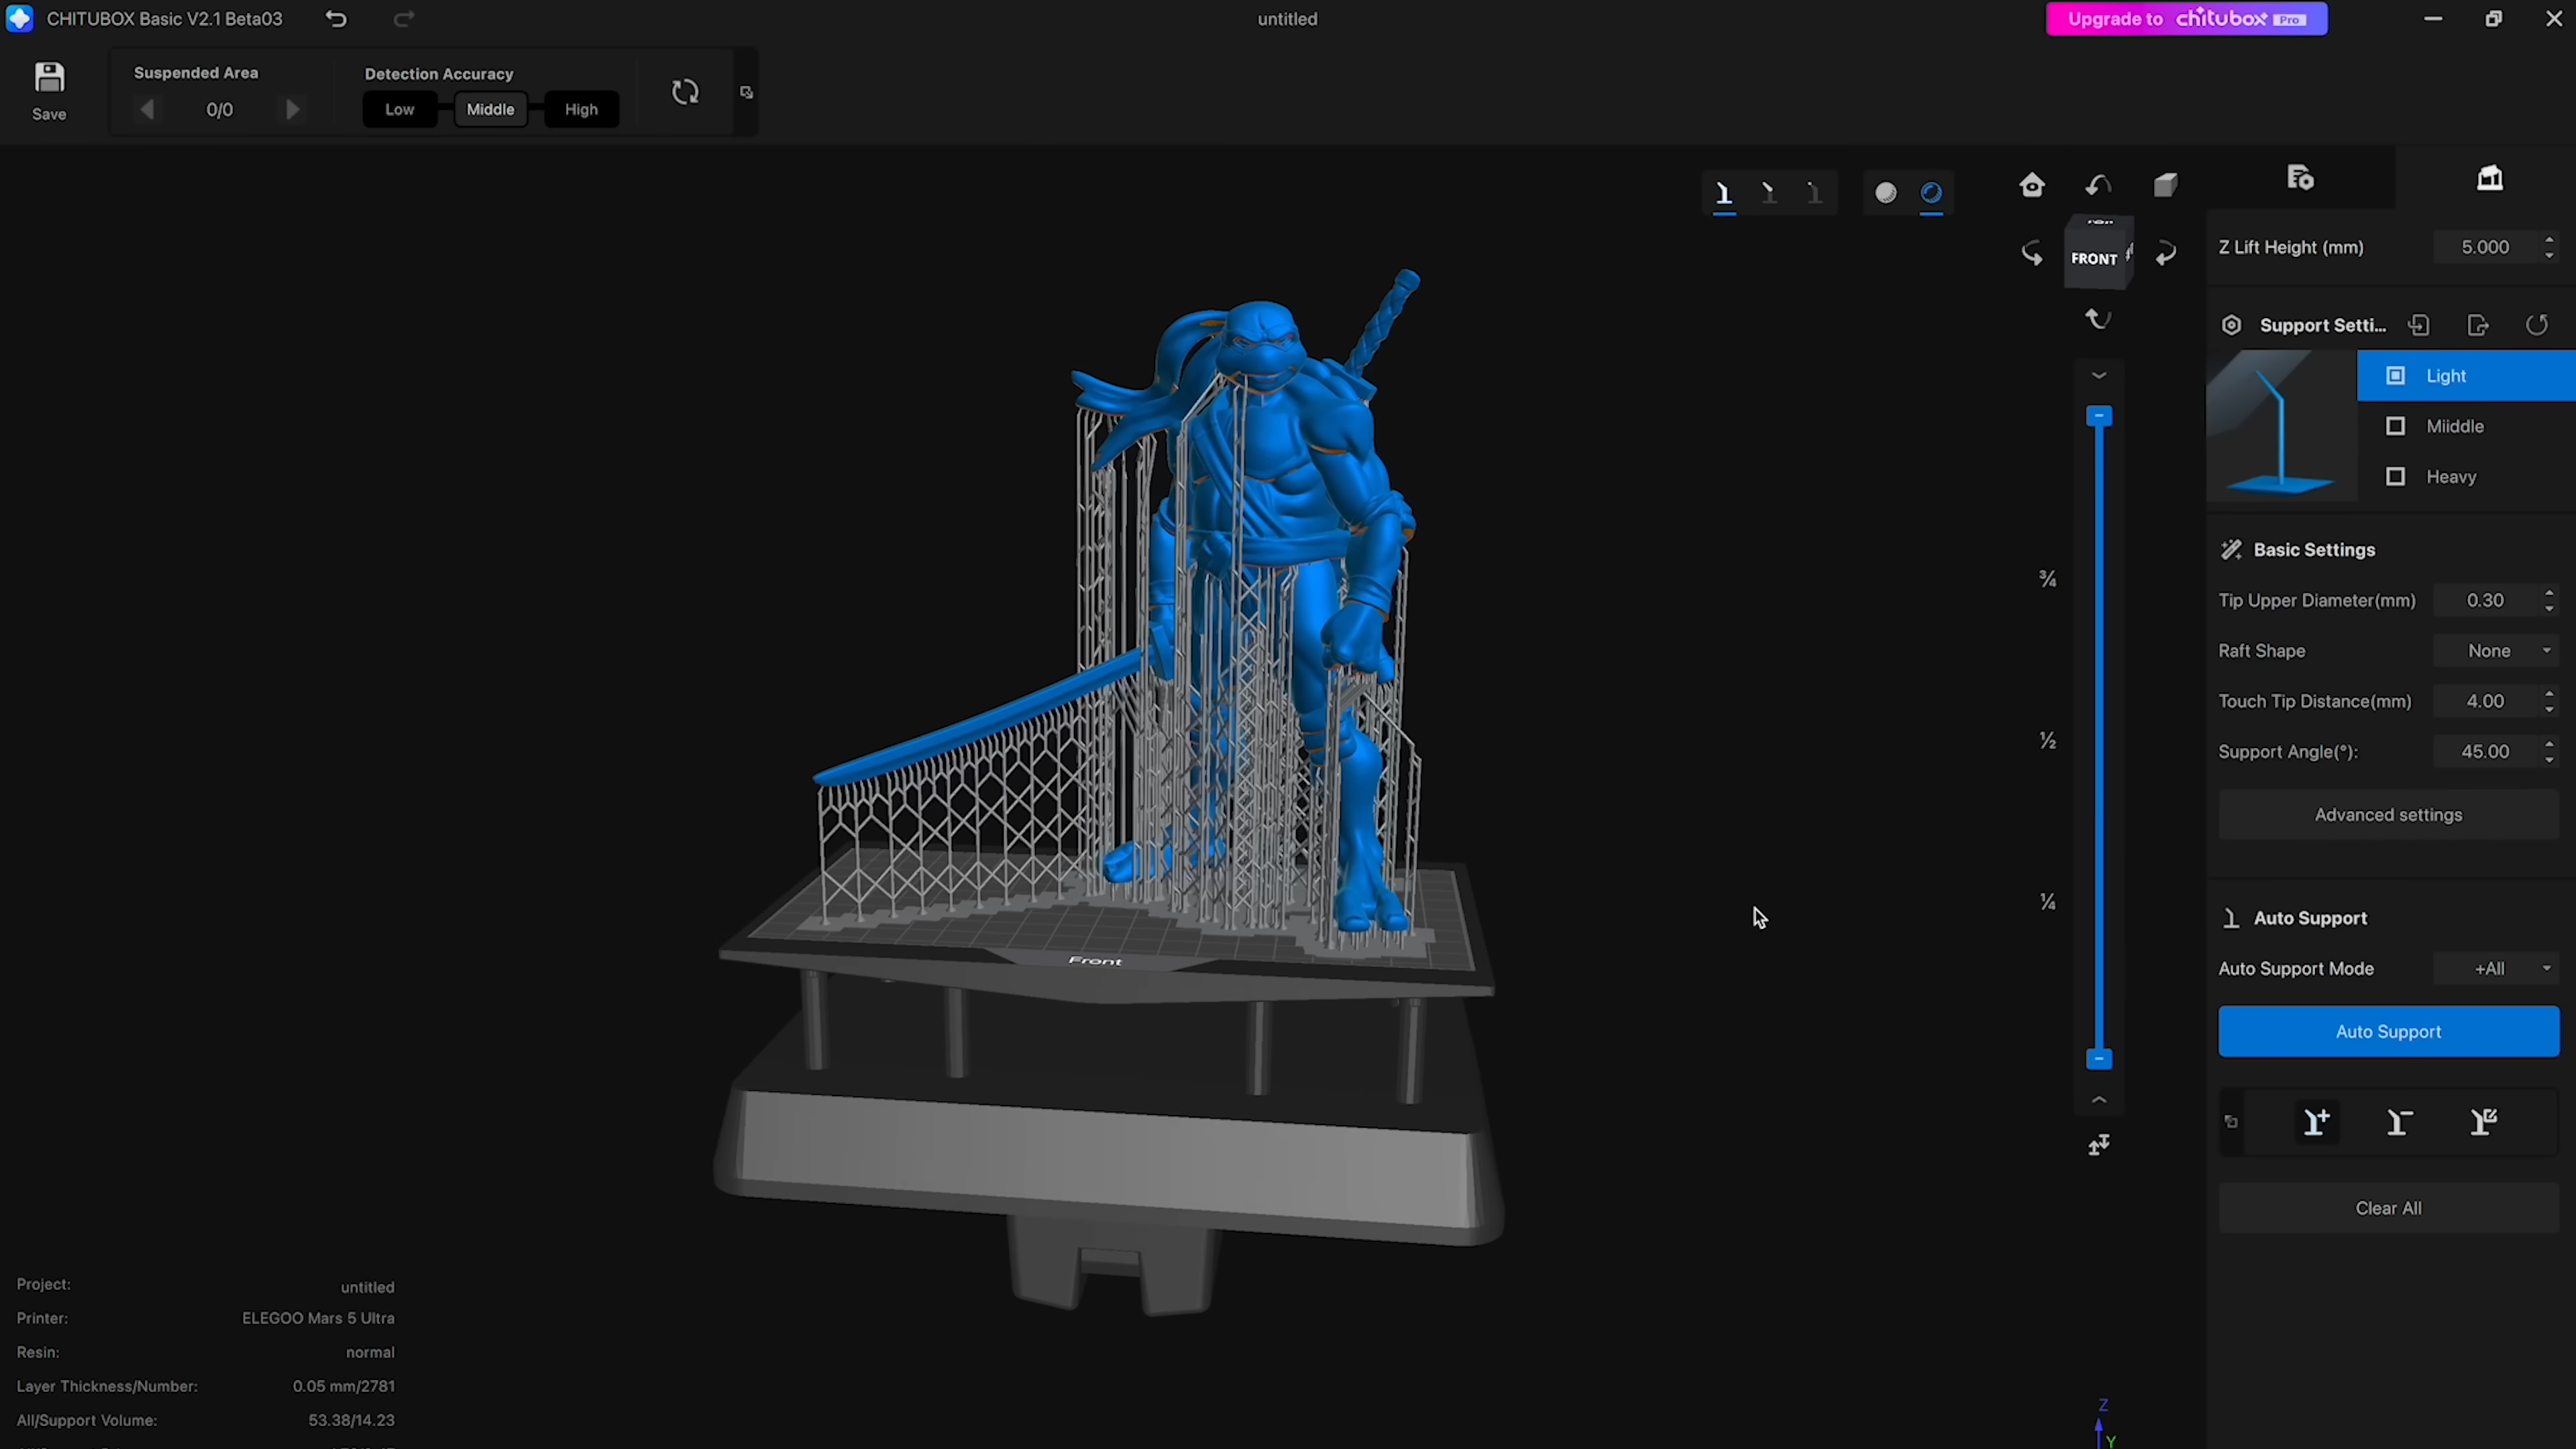 CHITUBOX Basic V2.1 Beta03
untitled
Upgrade to chitubox Pro
Save
Suspended Area
0/0
Detection Accuracy
Low
Middle
High
FRONT
Z Lift Height (mm)
5.000
Support Setti...
Light
Miiddle
Heavy
3/4
1/2
1/4
Basic Settings
Tip Upper Diameter(mm)
0.30
Raft Shape
None
Touch Tip Distance(mm)
4.00
Support Angle(°):
45.00
Advanced settings
Auto Support
Auto Support Mode
+All
Auto Support
Clear All
Front
Project:
untitled
Printer:
ELEGOO Mars 5 Ultra
Resin:
normal
Layer Thickness/Number:
0.05 mm/2781
All/Support Volume:
53.38/14.23
Z
Y